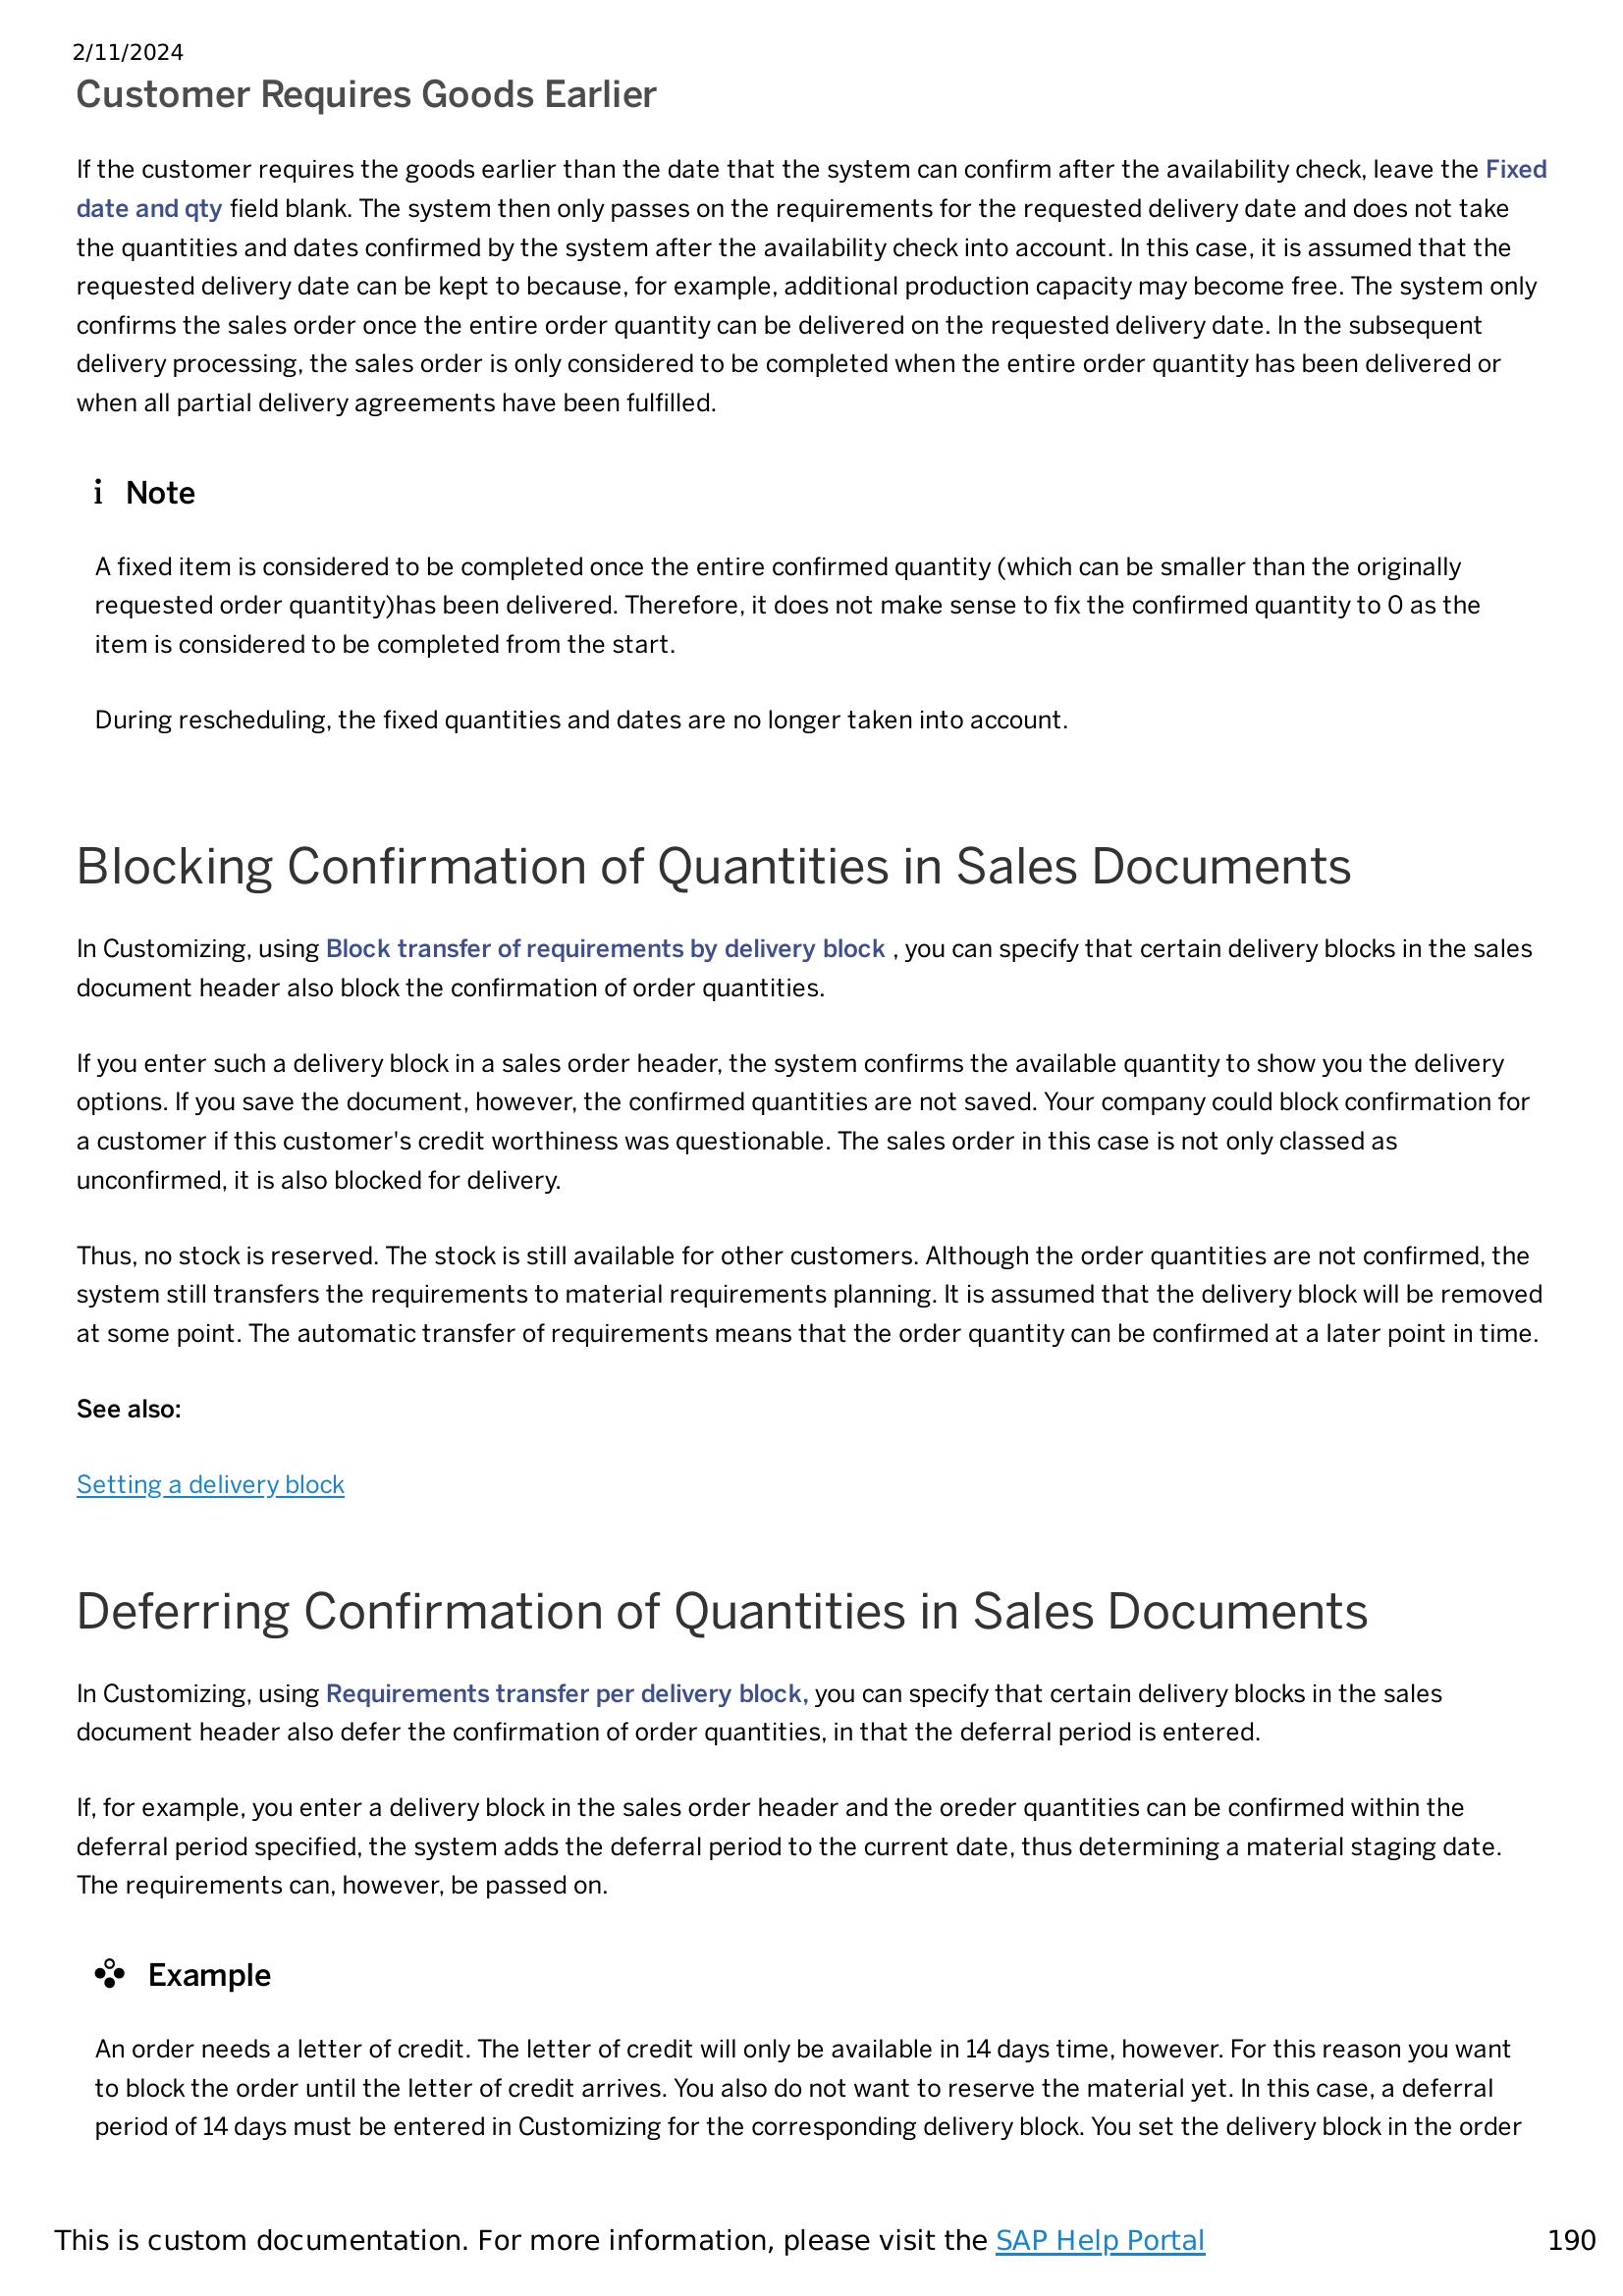 2/11/2024
Customer Requires Goods Earlier
If the customer requires the goods earlier than the date that the system can confirm after the availability check, leave the Fixed
date and qty field blank. The system then only passes on the requirements for the requested delivery date and does not take
the quantities and dates confirmed by the system after the availability check into account. In this case, it is assumed that the
requested delivery date can be kept to because, for example, additional production capacity may become free. The system only
confirms the sales order once the entire order quantity can be delivered on the requested delivery date. In the subsequent
delivery processing, the sales order is only considered to be completed when the entire order quantity has been delivered or
when all partial delivery agreements have been fulfilled.
i Note
A fixed item is considered to be completed once the entire confirmed quantity (which can be smaller than the originally
requested order quantity)has been delivered. Therefore, it does not make sense to fix the confirmed quantity to 0 as the
item is considered to be completed from the start.
During rescheduling, the fixed quantities and dates are no longer taken into account.
Blocking Confirmation of Quantities in Sales Documents
In Customizing, using Block transfer of requirements by delivery block , you can specify that certain delivery blocks in the sales
document header also block the confirmation of order quantities.
If you enter such a delivery block in a sales order header, the system confirms the available quantity to show you the delivery
options. If you save the document, however, the confirmed quantities are not saved. Your company could block confirmation for
a customer if this customer's credit worthiness was questionable. The sales order in this case is not only classed as
unconfirmed, it is also blocked for delivery.
Thus, no stock is reserved. The stock is still available for other customers. Although the order quantities are not confirmed, the
system still transfers the requirements to material requirements planning. It is assumed that the delivery block will be removed
at some point. The automatic transfer of requirements means that the order quantity can be confirmed at a later point in time.
See also:
Setting a delivery block
Deferring Confirmation of Quantities in Sales Documents
In Customizing, using Requirements transfer per delivery block, you can specify that certain delivery blocks in the sales
document header also defer the confirmation of order quantities, in that the deferral period is entered.
If, for example, you enter a delivery block in the sales order header and the oreder quantities can be confirmed within the
deferral period specified, the system adds the deferral period to the current date, thus determining a material staging date.
The requirements can, however, be passed on.
Example
An order needs a letter of credit. The letter of credit will only be available in 14 days time, however. For this reason you want
to block the order until the letter of credit arrives. You also do not want to reserve the material yet. In this case, a deferral
period of 14 days must be entered in Customizing for the corresponding delivery block. You set the delivery block in the order
This is custom documentation. For more information, please visit the SAP Help Portal 190